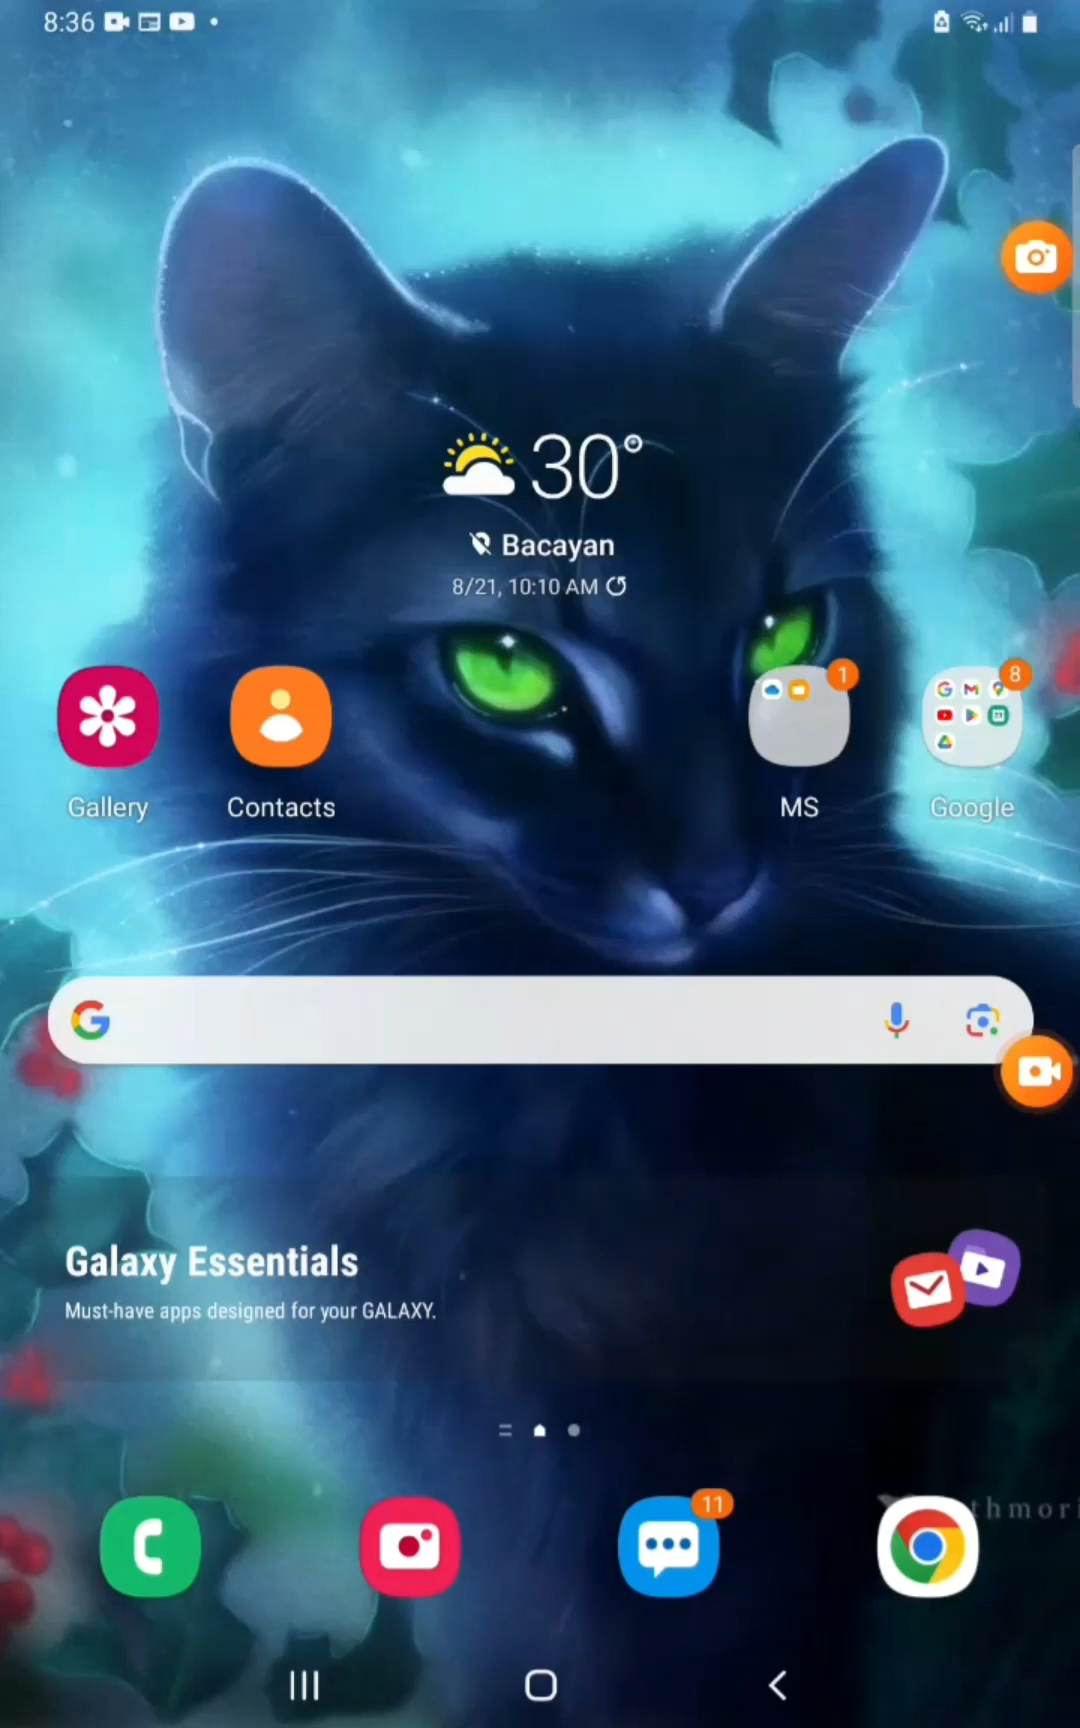 8:36
30°
Bacayan
8/21, 10:10 AM
1
8
Gallery
Contacts
MS
Google
Galaxy Essentials
Must-have apps designed for your GALAXY.
11
thmori